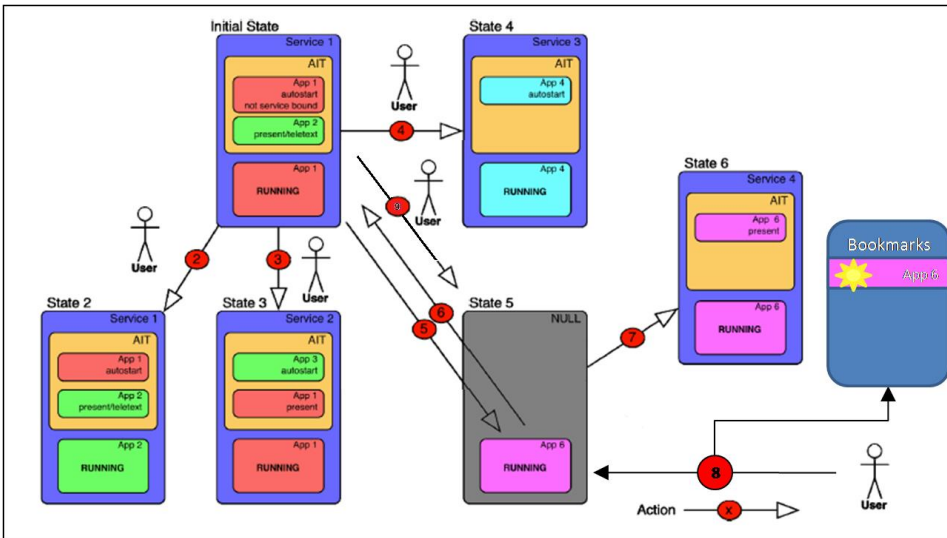 Initial State
Service 1
AIT
App 1
autostart
not service bound
App 2
present/teletext
App 1
RUNNING
User
4
State 4
Service 3
AIT
App 4
autostart
App 4
RUNNING
User
9
State 6
Service 4
AIT
App 6
present
App 6
RUNNING
Bookmarks
App 6
User
2
3
User
State 2
Service 1
AIT
App 1
autostart
App 2
present/teletext
App 2
RUNNING
State 3
Service 2
AIT
App 3
autostart
App 1
present
App 1
RUNNING
5
6
State 5
NULL
App 6
RUNNING
7
8
User
Action
x